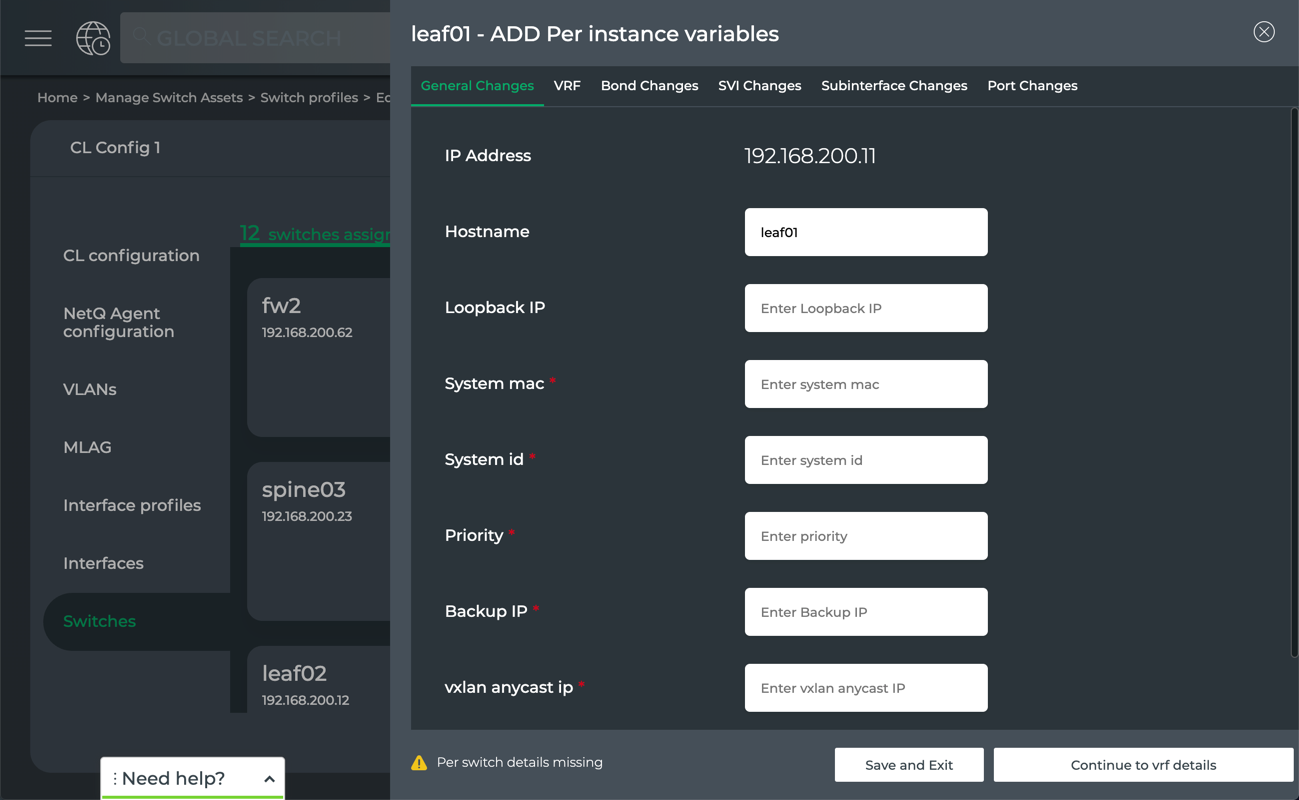 GLOBAL SEARCH
Home > Manage Switch Assets > Switch profiles >
CL Config 1
CL configuration
NetQ Agent
configuration
VLANs
MLAG
Interface profiles
Interfaces
Switches
12 switches
fw2
192.168.200.62
spine03
192.168.200.23
leaf02
192.168.200.12
Need help?
leaf01 - ADD Per instance variables
General Changes VRF Bond Changes SVI Changes Subinterface Changes Port Changes
IP Address 192.168.200.11
Hostname leaf01
Loopback IP Enter Loopback IP
System mac * Enter system mac
System id * Enter system id
Priority * Enter priority
Backup IP * Enter Backup IP
vxlan anycast ip * Enter vxlan anycast IP
Per switch details missing
Save and Exit
Continue to vrf details